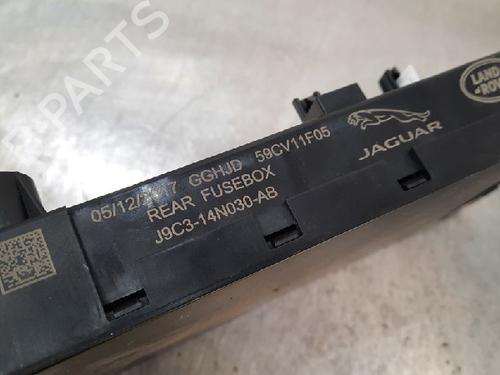 05/12/2017 GGHJD 59CV11F05
REAR FUSEBOX
J9C3-14N030-AB
JAGUAR
LAND
ROVER
PARTS